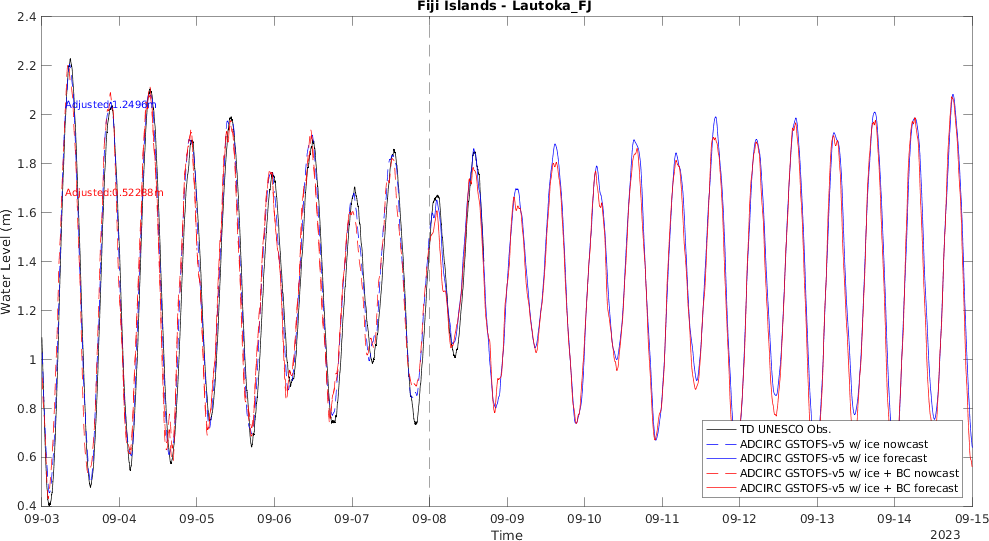 Fiji Islands - Lautoka_FJ
2.4
2.2
2
1.8
1.6
1.4
1.2
1
0.8
0.6
0.4
Water Level (m)
Adjusted:1.2496m
Adjusted:0.52288m
TD UNESCO Obs.
ADCIRC GSTOFS-v5 w/ ice nowcast
ADCIRC GSTOFS-v5 w/ ice forecast
ADCIRC GSTOFS-v5 w/ ice + BC nowcast
ADCIRC GSTOFS-v5 w/ ice + BC forecast
09-03 09-04 09-05 09-06 09-07 09-08 09-09 09-10 09-11 09-12 09-13 09-14 09-15
Time
2023